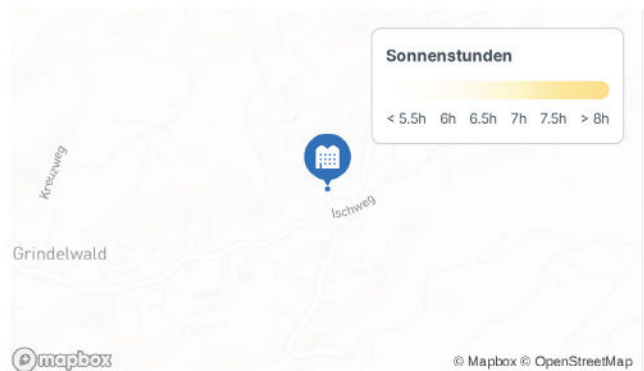 Sonnenstunden
< 5.5h 6h 6.5h 7h 7.5h > 8h
Kreuzweg
Ischweg
Grindelwald
mapbox
© Mapbox © OpenStreetMap